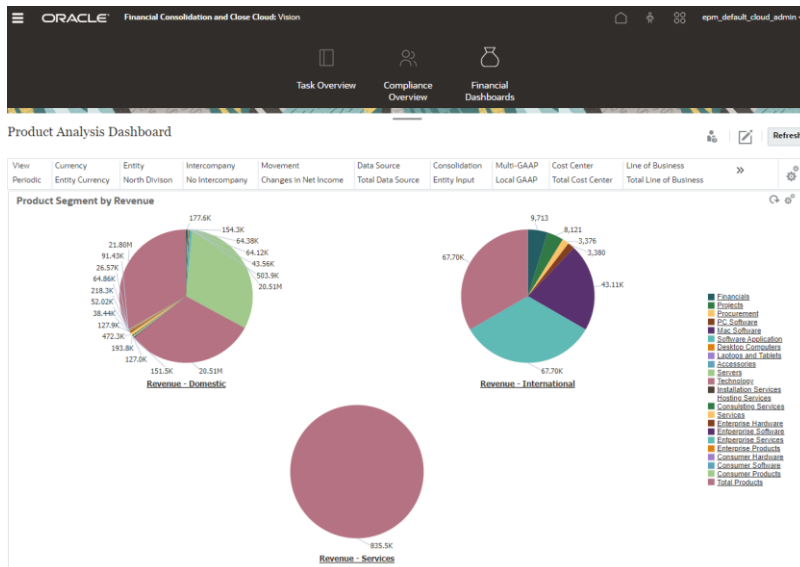 ORACLE Financial Consolidation and Close Cloud: Vision epm_default_cloud_admin
Task Overview Compliance Overview Financial Dashboards
Product Analysis Dashboard
Refresh
View Currency Entity Intercompany Movement Data Source Consolidation Multi-GAAP Cost Center Line of Business
Periodic Entity Currency North Divison No Intercompany Changes in Net Income Total Data Source Entity Input Local GAAP Total Cost Center Total Line of Business
Product Segment by Revenue
177.6K
154.3K
64.38K
64.12K
43.56K
503.9K
20.51M
21.80M
91.43K
26.57K
64.86K
218.3K
52.02K
38.44K
127.9K
472.3K
193.8K
127.0K
151.5K
20.51M
Revenue - Domestic
9,713
8,121
3,376
3,380
43.11K
67.70K
67.70K
Revenue - International
835.5K
Revenue - Services
Financials
Projects
Procurement
PC Software
Mac Software
Software Application
Desktop Computers
Laptops and Tablets
Accessories
Servers
Technology
Installation Services
Hosting Services
Consulsting Services
Services
Enterprise Hardware
Entperprise Software
Entperprise Services
Enterprise Products
Consumer Hardware
Consumer Software
Consumer Products
Total Products